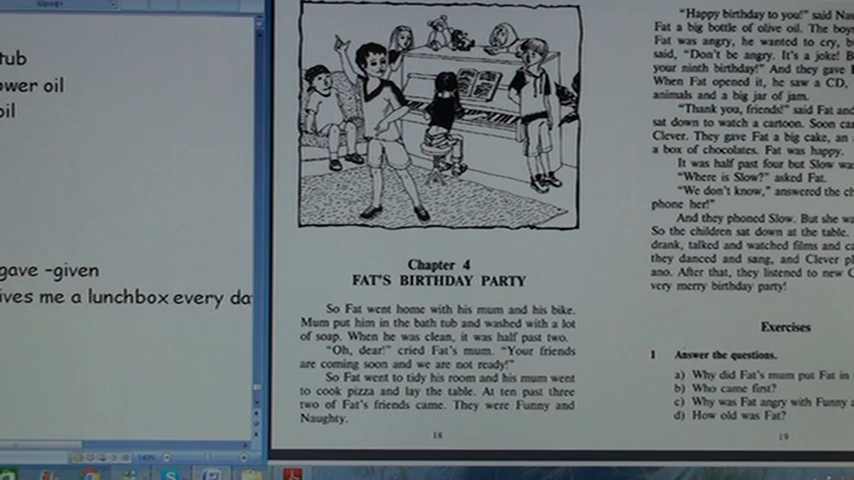 Шрифт
tub
ower oil
oil
gave –given
ives me a lunchbox every da
140%
Chapter 4
FAT'S BIRTHDAY PARTY
So Fat went home with his mum and his bike.
Mum put him in the bath tub and washed with a lot
of soap. When he was clean, it was half past two.
"Oh, dear!" cried Fat's mum. "Your friends
are coming soon and we are not ready!"
So Fat went to tidy his room and his mum went
to cook pizza and lay the table. At ten past three
two of Fat's friends came. They were Funny and
Naughty.
18
"Happy birthday to you!" said Nau
Fat a big bottle of olive oil. The boy
Fat was angry, he wanted to cry, b
said, "Don't be angry. It's a joke! B
your ninth birthday!" And they gave
When Fat opened it, he saw a CD,
animals and a big jar of jam.
"Thank you, friends!" said Fat and
sat down to watch a cartoon. Soon ca
Clever. They gave Fat a big cake, an
a box of chocolates. Fat was happy.
It was half past four but Slow was
"Where is Slow?" asked Fat.
"We don't know," answered the ch
phone her!"
And they phoned Slow. But she wa
So the children sat down at the table.
drank, talked and watched films and ca
they danced and sang, and Clever pl
ano. After that, they listened to new C
very merry birthday party!
Exercises
1 Answer the questions.
a) Why did Fat's mum put Fat in
b) Who came first?
c) Why was Fat angry with Funny a
d) How old was Fat?
19